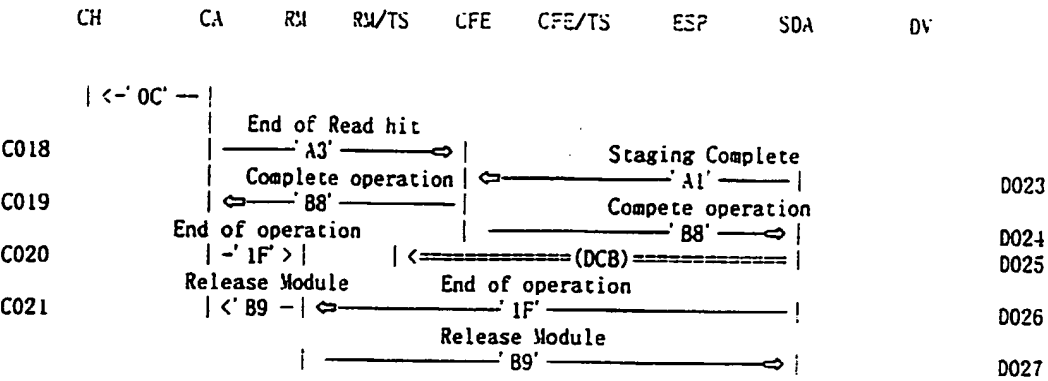 CH CA RM RM/TS CFE CFE/TS ESP SDA DV
|<-' 0C' --|
End of Read hit
C018 'A3' Staging Complete
Complete operation 'A1' D023
C019 'B8' Compete operation
End of operation 'B8' D024
C020 |-' 1F' >| |<=============(DCB)=============| D025
Release Module End of operation
C021 |<' B9 -| ' 1F' D026
Release Module
'B9' D027